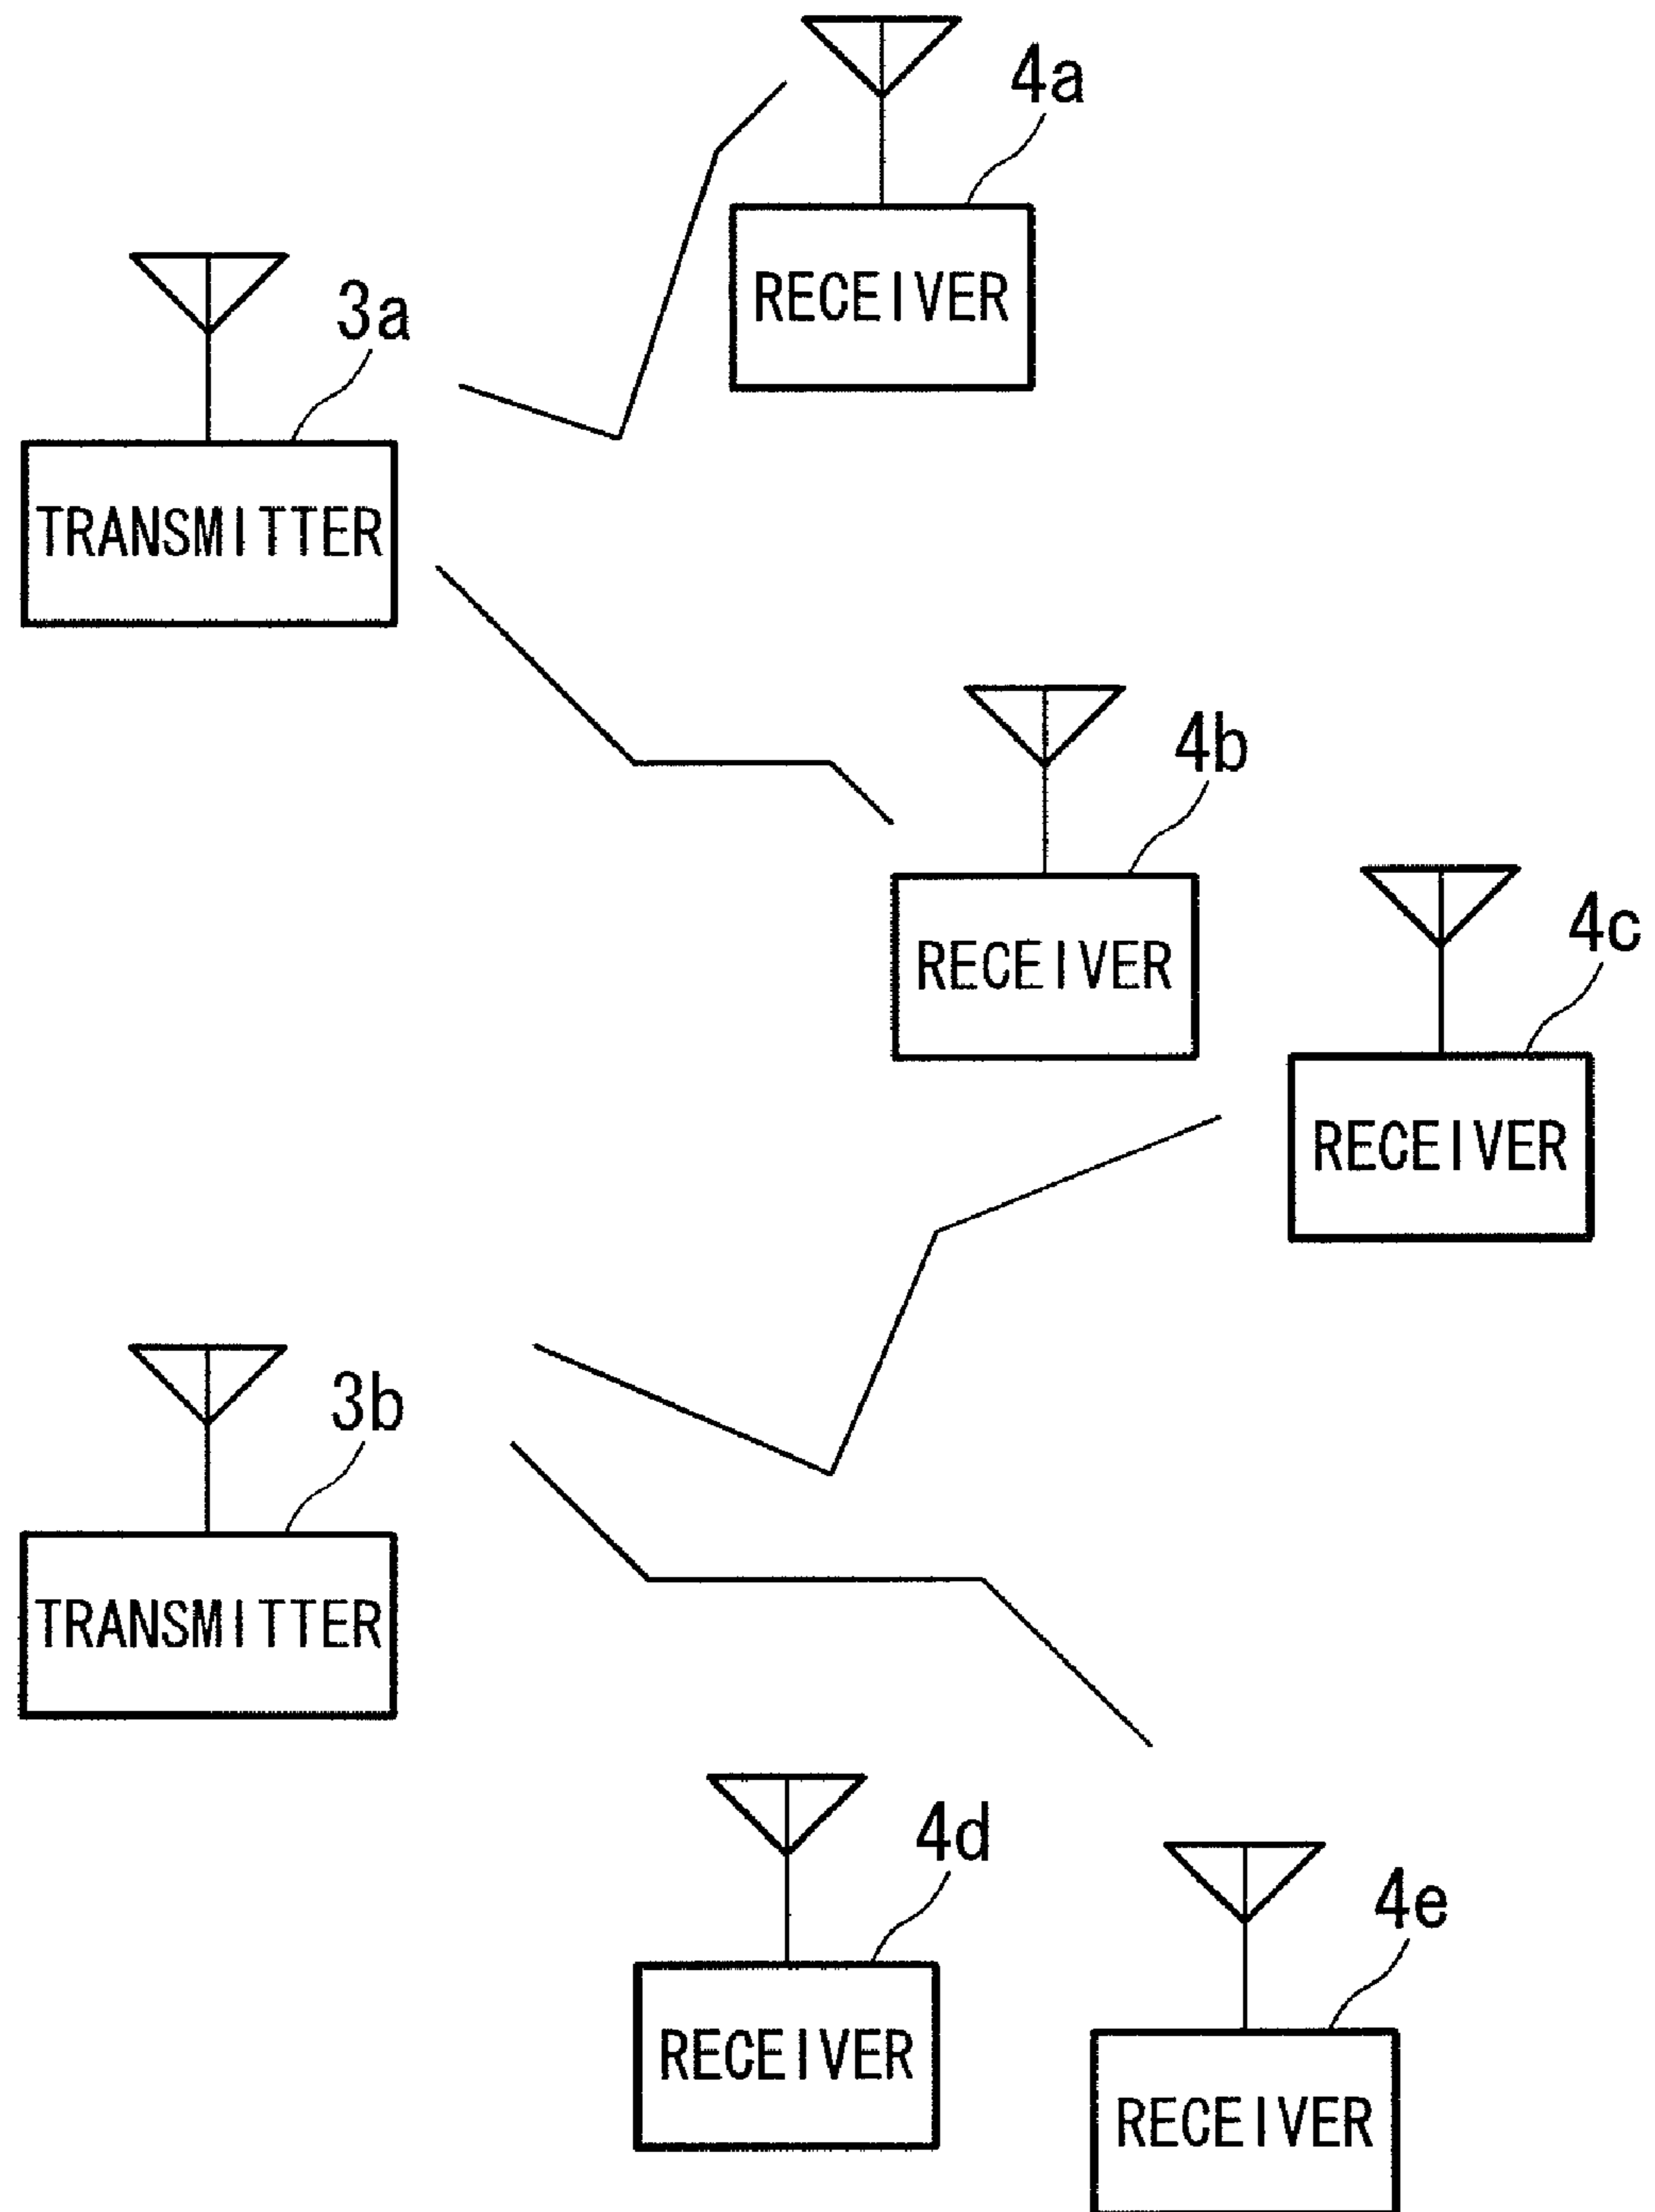 4a
RECEIVER
3a
TRANSMITTER
4b
RECEIVER
4c
RECEIVER
3b
TRANSMITTER
4d
RECEIVER
4e
RECEIVER